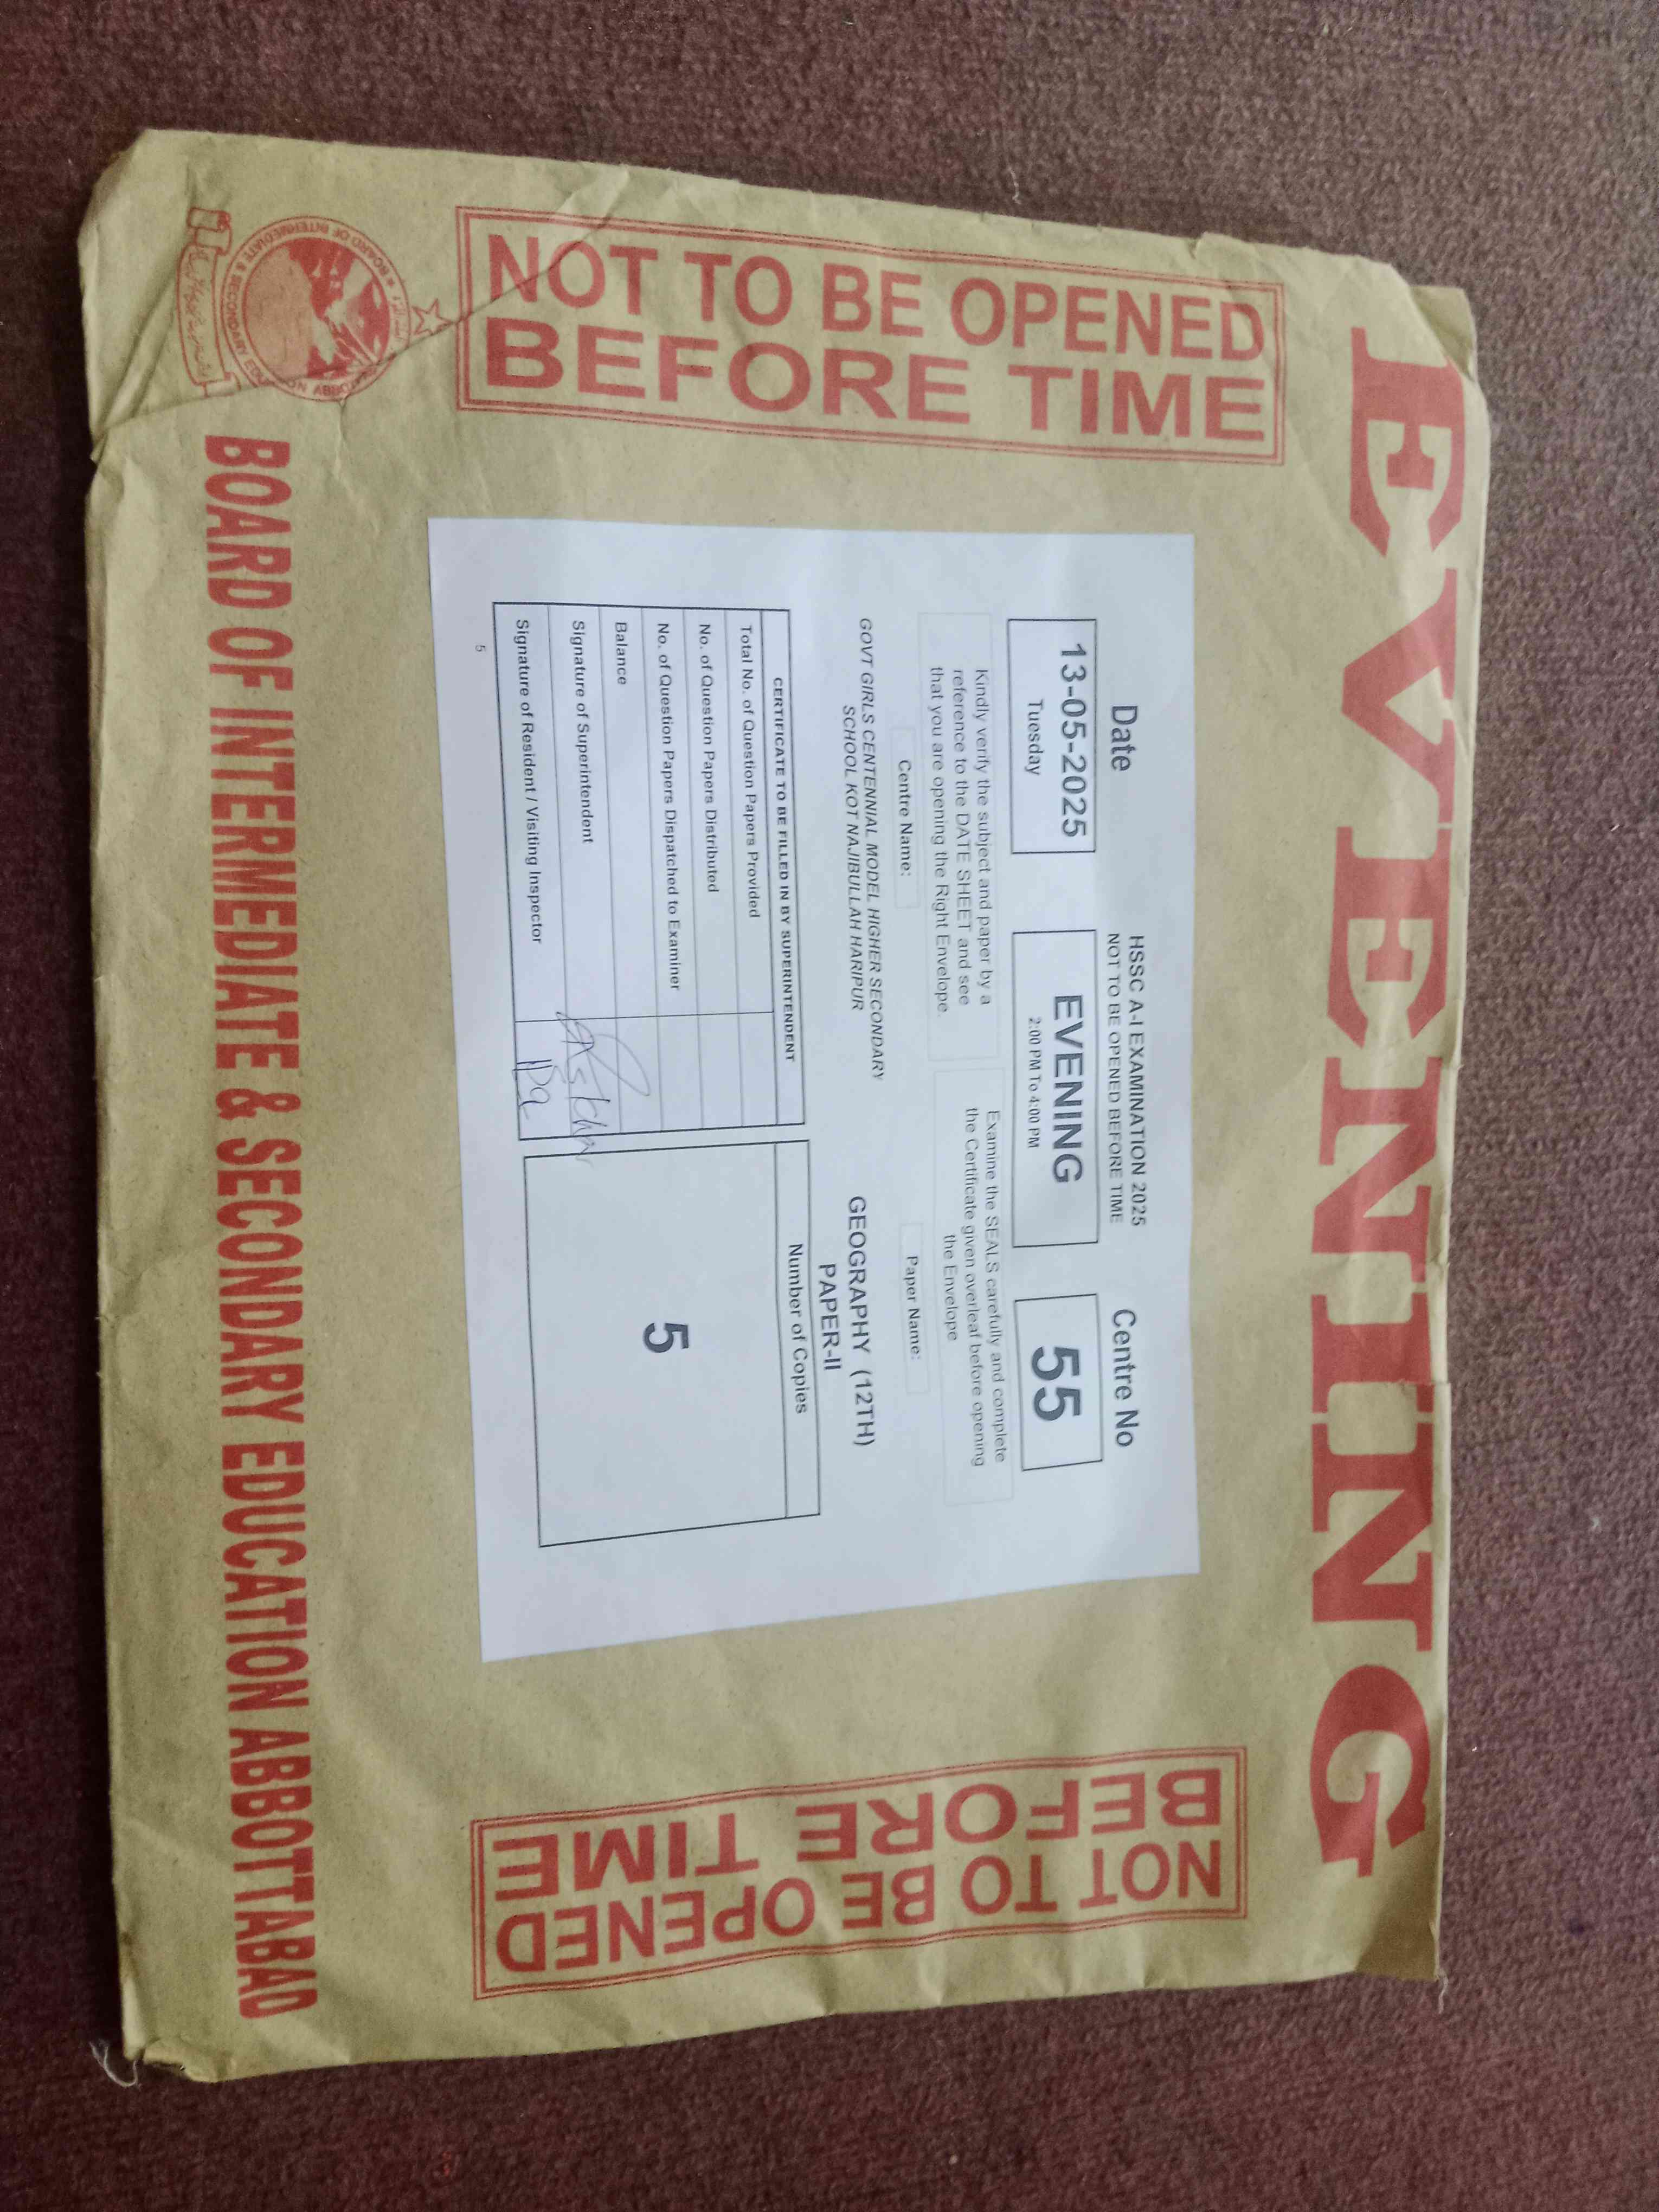 EVENING
NOT TO BE OPENED
BEFORE TIME
Date
HSSC A-I EXAMINATION 2025
NOT TO BE OPENED BEFORE TIME
Centre No
13-05-2025
Tuesday
EVENING
2:00 PM To 4:00 PM
55
Kindly verify the subject and paper by a
reference to the DATE SHEET and see
that you are opening the Right Envelope.
Examine the SEALS carefully and complete
the Certificate given overleaf before opening
the Envelope
Centre Name:
Paper Name:
GOVT GIRLS CENTENNIAL MODEL HIGHER SECONDARY
SCHOOL KOT NAJIBULLAH HARIPUR
GEOGRAPHY (12TH)
PAPER-II
CERTIFICATE TO BE FILLED IN BY SUPERINTENDENT
Total No. of Question Papers Provided
No. of Question Papers Distributed
No. of Question Papers Dispatched to Examiner
Balance
Signature of Superintendent
Signature of Resident / Visiting Inspector
Number of Copies
5
5
NOT TO BE OPENED
BEFORE TIME
BOARD OF INTERMEDIATE & SECONDARY EDUCATION ABBOTTABAD